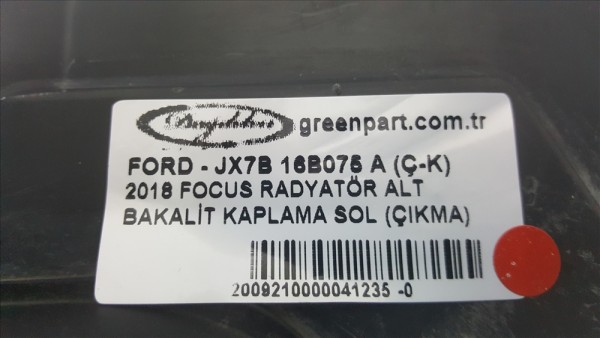 greenpart.com.tr
FORD - JX7B 16B075 A (Ç-K)
2018 FOCUS RADYATÖR ALT
BAKALİT KAPLAMA SOL (ÇIKMA)
2009210000041235 -0